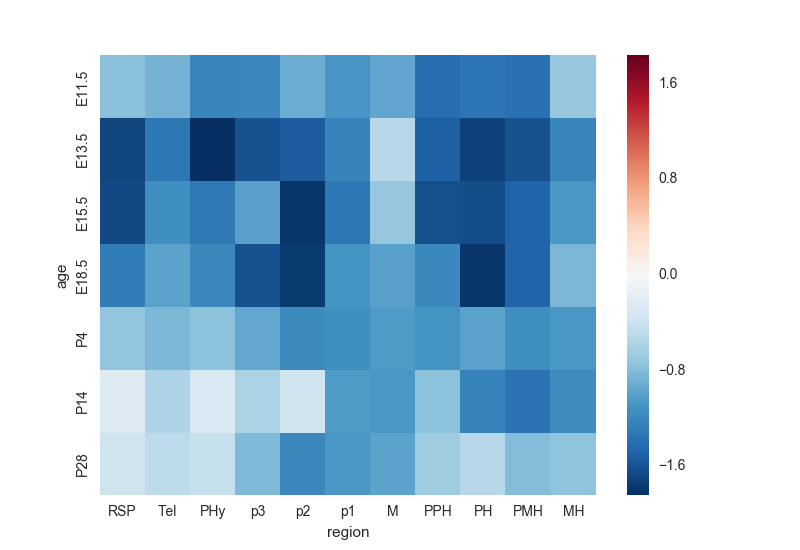 E11.5
E13.5
E15.5
E18.5
P4
P14
P28
age
RSP Tel PHy p3 p2 p1 M PPH PH PMH MH
region
1.6
0.8
0.0
−0.8
−1.6